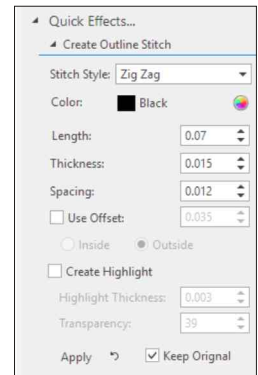 Quick Effects...
Create Outline Stitch
Stitch Style: Zig Zag
Color: Black
Length: 0.07
Thickness: 0.015
Spacing: 0.012
Use Offset: 0.035
Inside Outside
Create Highlight
Highlight Thickness: 0.003
Transparency: 39
Apply Keep Orignal